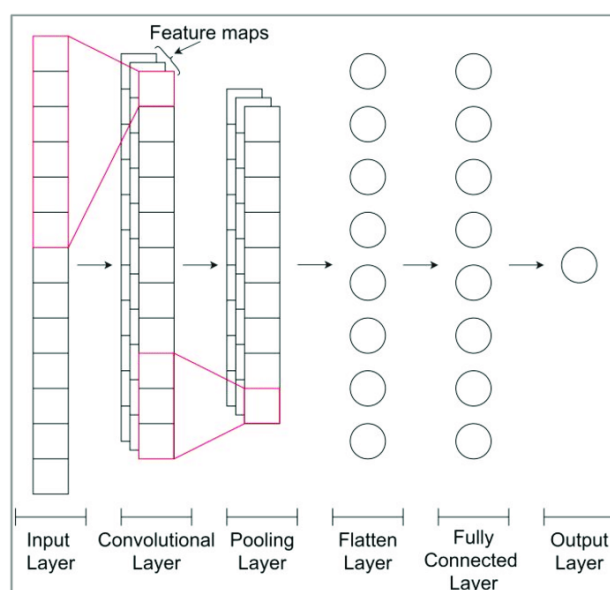 Feature maps
Input
Layer
Convolutional
Layer
Pooling
Layer
Flatten
Layer
Fully
Connected
Layer
Output
Layer